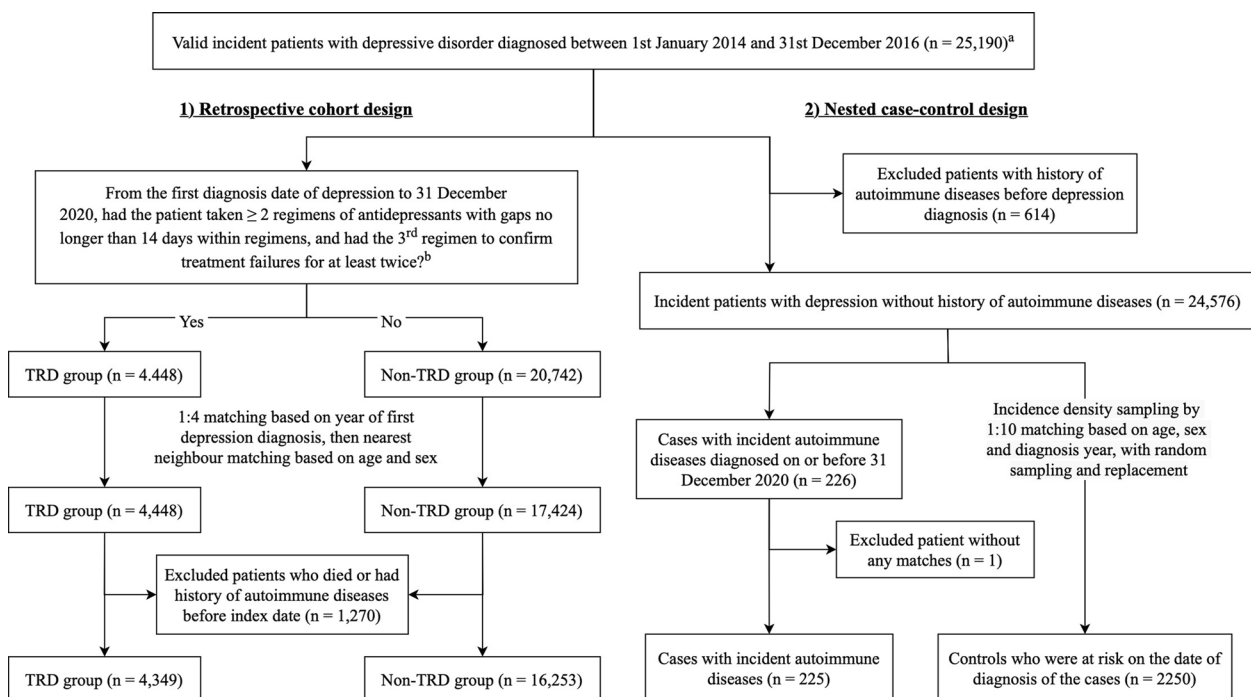 Valid incident patients with depressive disorder diagnosed between 1st January 2014 and 31st December 2016 (n = 25,190)a
1) Retrospective cohort design
2) Nested case-control design
From the first diagnosis date of depression to 31 December
2020, had the patient taken ≥ 2 regimens of antidepressants with gaps no
longer than 14 days within regimens, and had the 3rd regimen to confirm
treatment failures for at least twice?b
Excluded patients with history of
autoimmune diseases before depression
diagnosis (n = 614)
Incident patients with depression without history of autoimmune diseases (n = 24,576)
Yes
No
TRD group (n = 4.448)
Non-TRD group (n = 20,742)
1:4 matching based on year of first
depression diagnosis, then nearest
neighbour matching based on age and sex
Cases with incident autoimmune
diseases diagnosed on or before 31
December 2020 (n = 226)
Incidence density sampling by
1:10 matching based on age, sex
and diagnosis year, with random
sampling and replacement
TRD group (n = 4,448)
Non-TRD group (n = 17,424)
Excluded patient without
any matches (n = 1)
Excluded patients who died or had
history of autoimmune diseases
before index date (n = 1,270)
TRD group (n = 4,349)
Non-TRD group (n = 16,253)
Cases with incident autoimmune
diseases (n = 225)
Controls who were at risk on the date of
diagnosis of the cases (n = 2250)